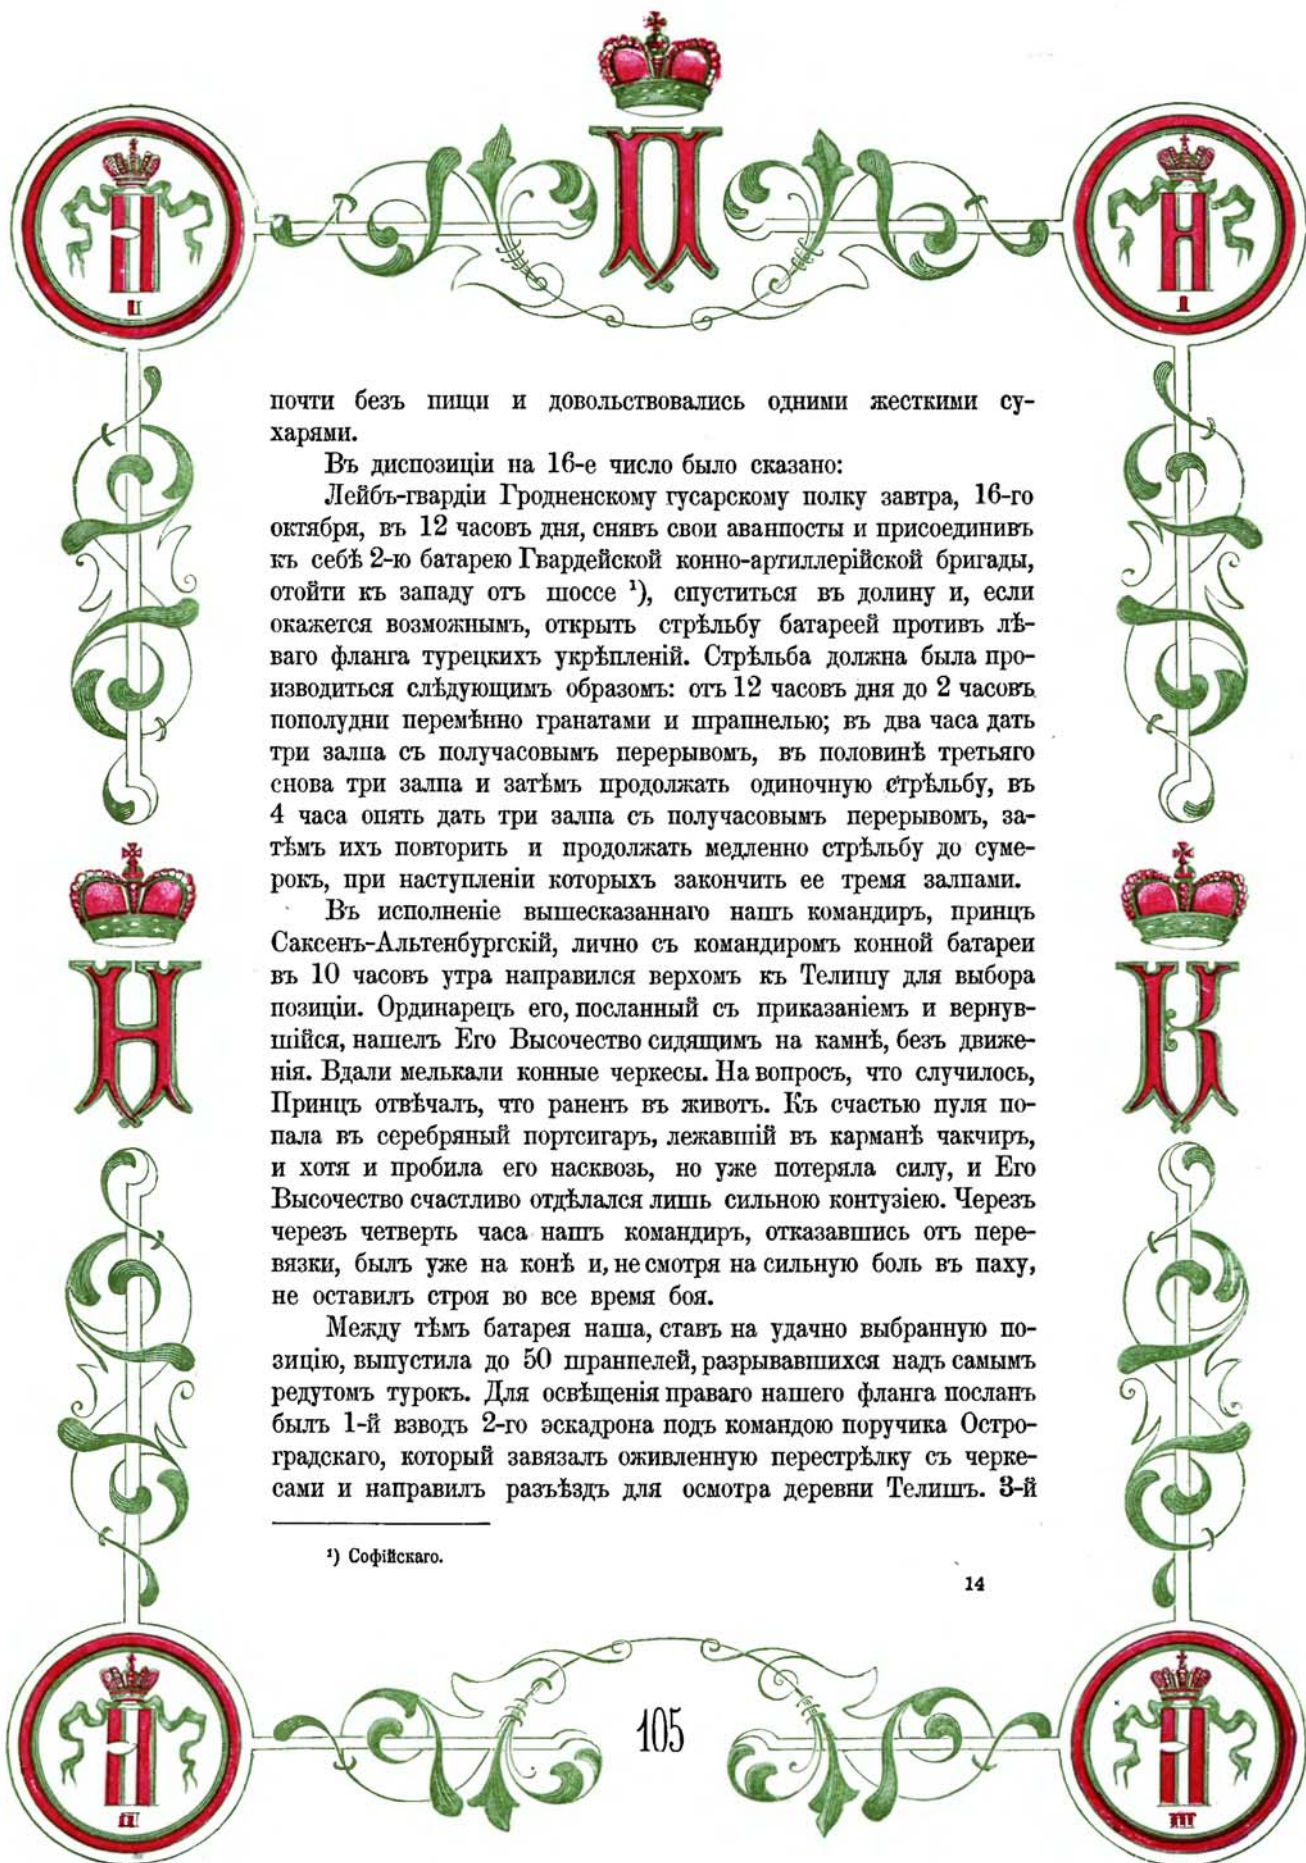 П
II
I
почти безъ пищи и довольствовались одними жесткими су-
харями.
Въ диспозиціи на 16-е число было сказано:
Лейбъ-гвардіи Гродненскому гусарскому полку завтра, 16-го
октября, въ 12 часовъ дня, снявъ свои аванпосты и присоединивъ
къ себѣ 2-ю батарею Гвардейской конно-артиллерійской бригады,
отойти къ западу отъ шоссе ¹), спуститься въ долину и, если
окажется возможнымъ, открыть стрѣльбу батареей противъ лѣ-
ваго фланга турецкихъ укрѣпленій. Стрѣльба должна была про-
изводиться слѣдующимъ образомъ: отъ 12 часовъ дня до 2 часовъ
пополудни перемѣнно гранатами и шрапнелью; въ два часа дать
три залпа съ получасовымъ перерывомъ, въ половинѣ третьяго
снова три залпа и затѣмъ продолжать одиночную стрѣльбу, въ
4 часа опять дать три залпа съ получасовымъ перерывомъ, за-
тѣмъ ихъ повторить и продолжать медленно стрѣльбу до суме-
рокъ, при наступленіи которыхъ закончить ее тремя залпами.
Въ исполненіе вышесказаннаго нашъ командиръ, принцъ
Саксенъ-Альтенбургскій, лично съ командиромъ конной батареи
въ 10 часовъ утра направился верхомъ къ Телишу для выбора
позиціи. Ординарецъ его, посланный съ приказаніемъ и вернув-
шійся, нашелъ Его Высочество сидящимъ на камнѣ, безъ движе-
нія. Вдали мелькали конные черкесы. На вопросъ, что случилось,
Принцъ отвѣчалъ, что раненъ въ животъ. Къ счастью пуля по-
пала въ серебряный портсигаръ, лежавшій въ карманѣ чакчиръ,
и хотя и пробила его насквозь, но уже потеряла силу, и Его
Высочество счастливо отдѣлался лишь сильною контузіею. Черезъ
черезъ четверть часа нашъ командиръ, отказавшись отъ пере-
вязки, былъ уже на конѣ и, не смотря на сильную боль въ паху,
не оставилъ строя во все время боя.
Между тѣмъ батарея наша, ставъ на удачно выбранную по-
зицію, выпустила до 50 шранпелей, разрывавшихся надъ самымъ
редутомъ турокъ. Для освѣщенія праваго нашего фланга посланъ
былъ 1-й взводъ 2-го эскадрона подъ командою поручика Остро-
градскаго, который завязалъ оживленную перестрѣлку съ черке-
сами и направилъ разъѣздъ для осмотра деревни Телишъ. 3-й
Н
К
¹) Софійскаго.
14
II
105
III